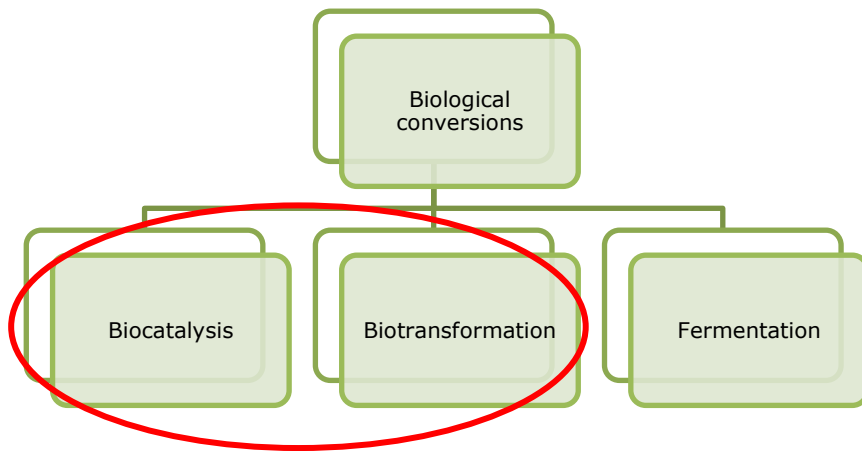 Biological
conversions
Biocatalysis
Biotransformation
Fermentation